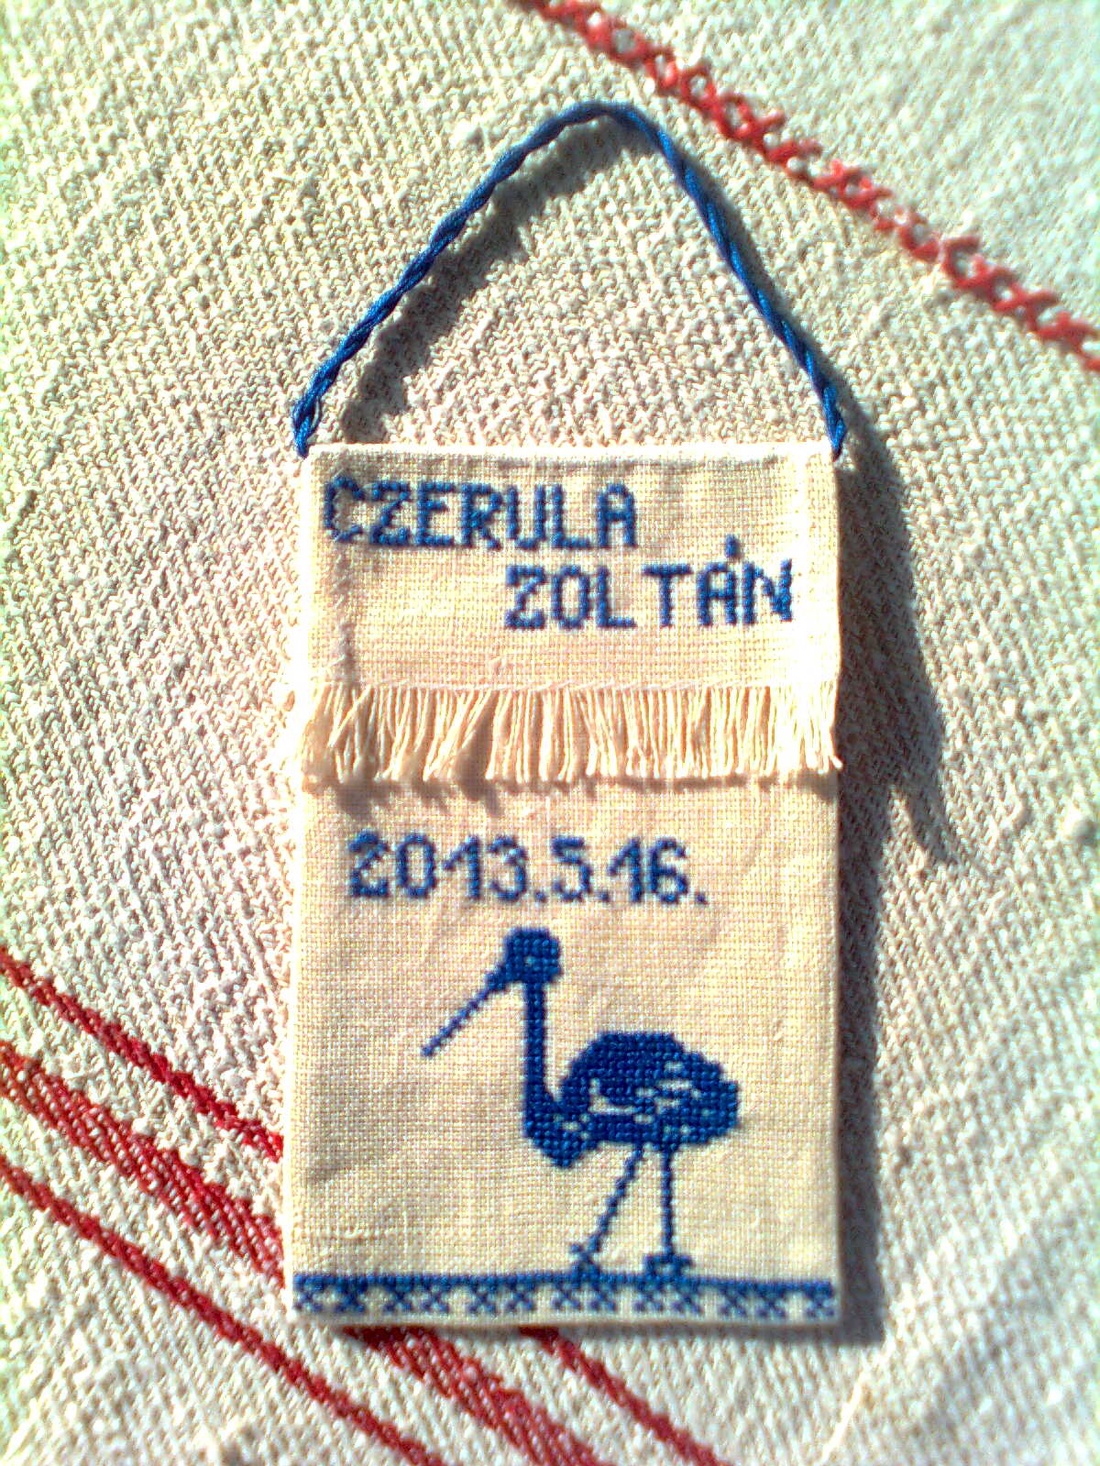 CZERULA
ZOLTÁN
2013.5.16.